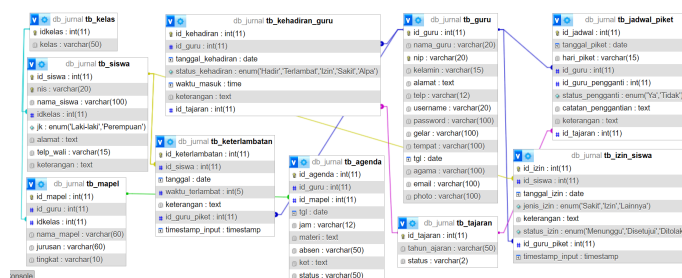 db_jurnal tb_kelas
idkelas : int(11)
kelas : varchar(50)
db_jurnal tb_siswa
id_siswa : int(11)
nis : varchar(20)
nama_siswa : varchar(100)
idkelas : int(11)
jk : enum('Laki-laki','Perempuan')
alamat : text
telp_wali : varchar(15)
keterangan : text
db_jurnal tb_mapel
id_mapel : int(11)
id_guru : int(11)
idkelas : int(11)
nama_mapel : varchar(60)
jurusan : varchar(60)
tingkat : varchar(10)
console
db_jurnal tb_kehadiran_guru
id_kehadiran : int(11)
id_guru : int(11)
tanggal_kehadiran : date
status_kehadiran : enum('Hadir','Terlambat','Izin','Sakit','Alpa')
waktu_masuk : time
keterangan : text
id_tajaran : int(11)
db_jurnal tb_keterlambatan
id_keterlambatan : int(11)
id_siswa : int(11)
tanggal : date
waktu_terlambat : int(5)
keterangan : text
id_guru_piket : int(11)
timestamp_input : timestamp
db_jurnal tb_agenda
id_agenda : int(11)
id_guru : int(11)
id_mapel : int(11)
tgl : date
jam : varchar(12)
materi : text
absen : varchar(50)
ket : text
status : varchar(50)
db_jurnal tb_guru
id_guru : int(11)
nama_guru : varchar(20)
nip : varchar(20)
kelamin : varchar(15)
alamat : text
telp : varchar(12)
username : varchar(20)
password : varchar(100)
gelar : varchar(100)
tempat : varchar(100)
tgl : date
agama : varchar(100)
email : varchar(100)
photo : varchar(100)
db_jurnal tb_tajaran
id_tajaran : int(11)
tahun_ajaran : varchar(50)
status : varchar(2)
db_jurnal tb_jadwal_piket
id_jadwal : int(11)
tanggal_piket : date
hari_piket : varchar(15)
id_guru : int(11)
id_guru_pengganti : int(11)
status_pengganti : enum('Ya','Tidak')
catatan_pengganti : text
keterangan : text
id_tajaran : int(11)
db_jurnal tb_izin_siswa
id_izin : int(11)
id_siswa : int(11)
tanggal_izin : date
jenis_izin : enum('Sakit','Izin','Lainnya')
keterangan : text
status_izin : enum('Menunggu','Disetujui','Ditolak
id_guru_piket : int(11)
timestamp_input : timestamp